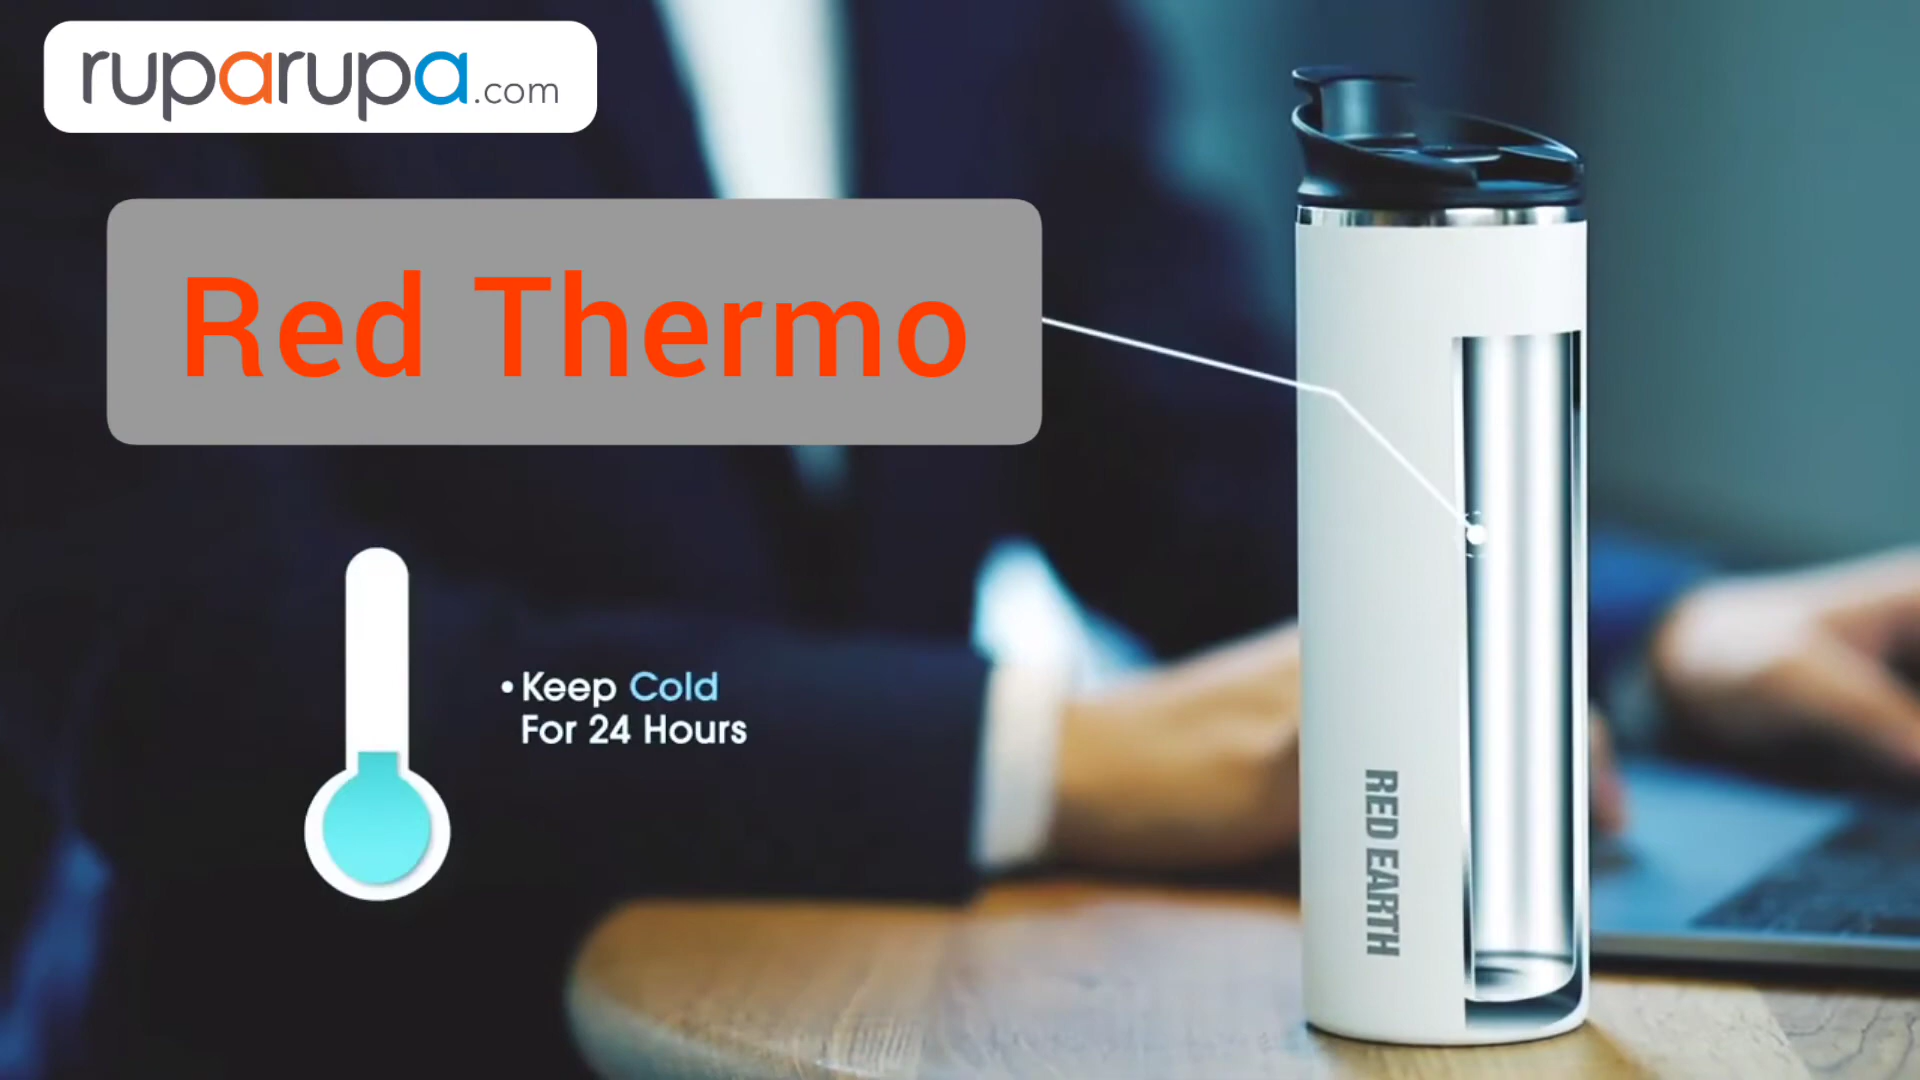 ruparupa.com
Red Thermo
• Keep Cold
For 24 Hours
RED EARTH